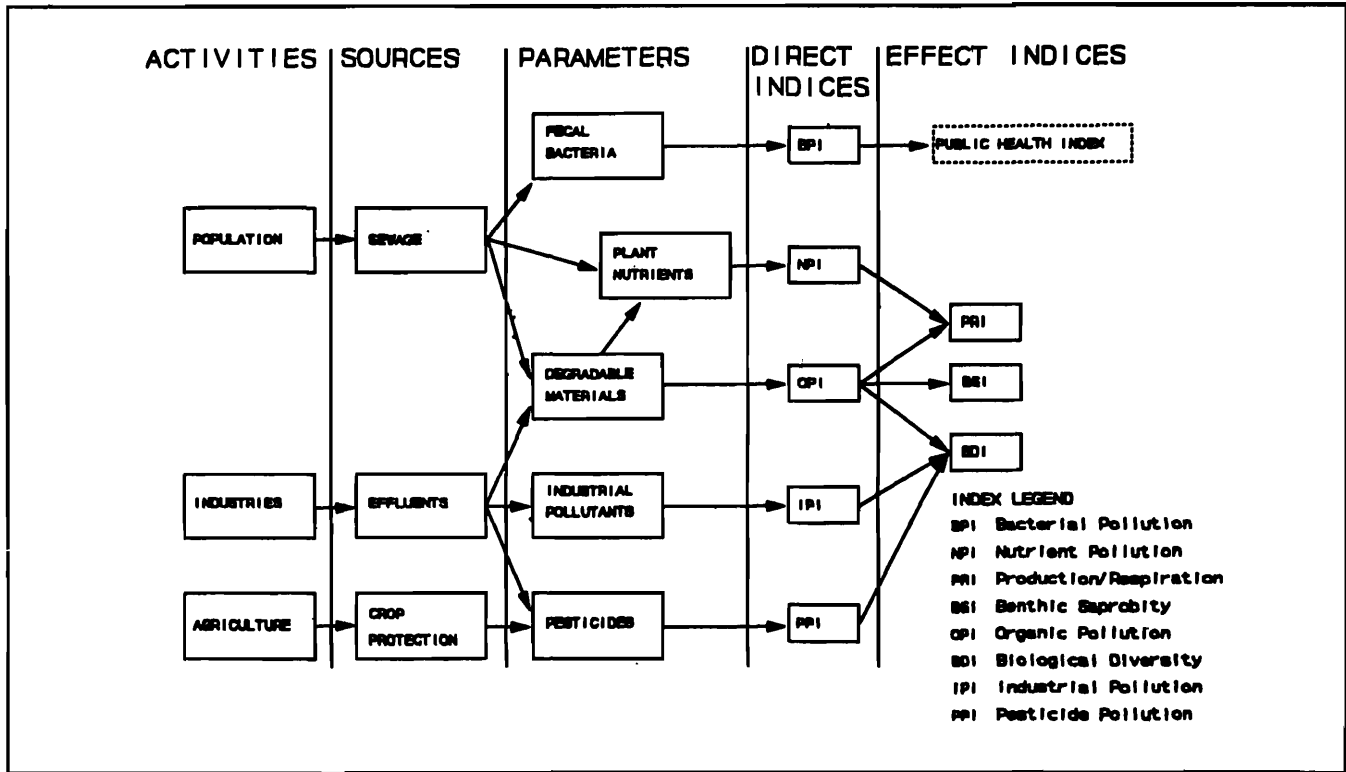 ACTIVITIES
SOURCES
PARAMETERS
DIRECT
INDICES
EFFECT INDICES
FECAL
BACTERIA
BPI
PUBLIC HEALTH INDEX
POPULATION
SEWAGE
PLANT
NUTRIENTS
NPI
PRI
DEGRADABLE
MATERIALS
OPI
BSI
BDI
INDUSTRIES
EFFLUENTS
INDUSTRIAL
POLLUTANTS
IPI
AGRICULTURE
CROP
PROTECTION
PESTICIDES
PPI
INDEX LEGEND
BPI Bacterial Pollution
NPI Nutrient Pollution
PRI Production/Respiration
BSI Benthic Saprobity
OPI Organic Pollution
BDI Biological Diversity
IPI Industrial Pollution
PPI Pesticide Pollution